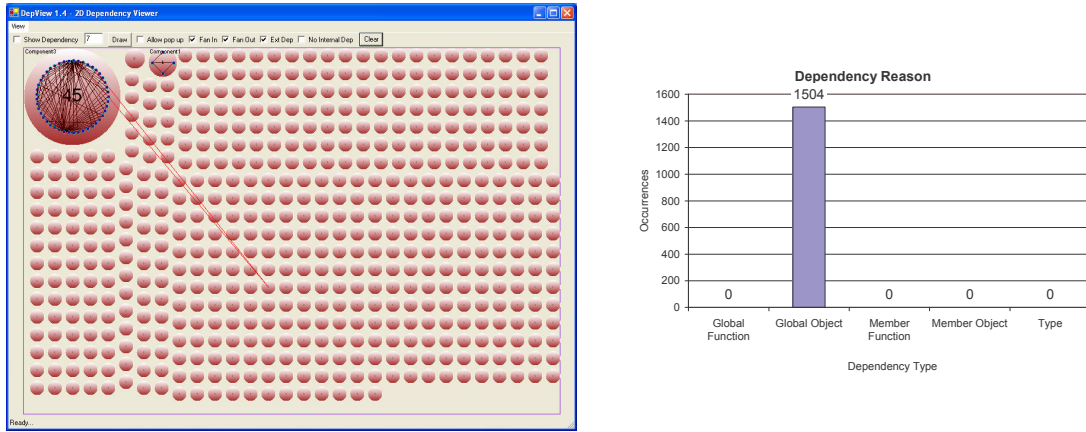 DepView 1.4 - 2D Dependency Viewer
View
Show Dependency 7 Draw Allow pop up Fan In Fan Out Ext Dep No Internal Dep Clear
Component3 Component1
45
Ready...
Dependency Reason
1600
1504
1400
1200
1000
800
600
400
200
0
Occurrences
0 0 0 0
Global Function
Global Object
Member Function
Member Object
Type
Dependency Type